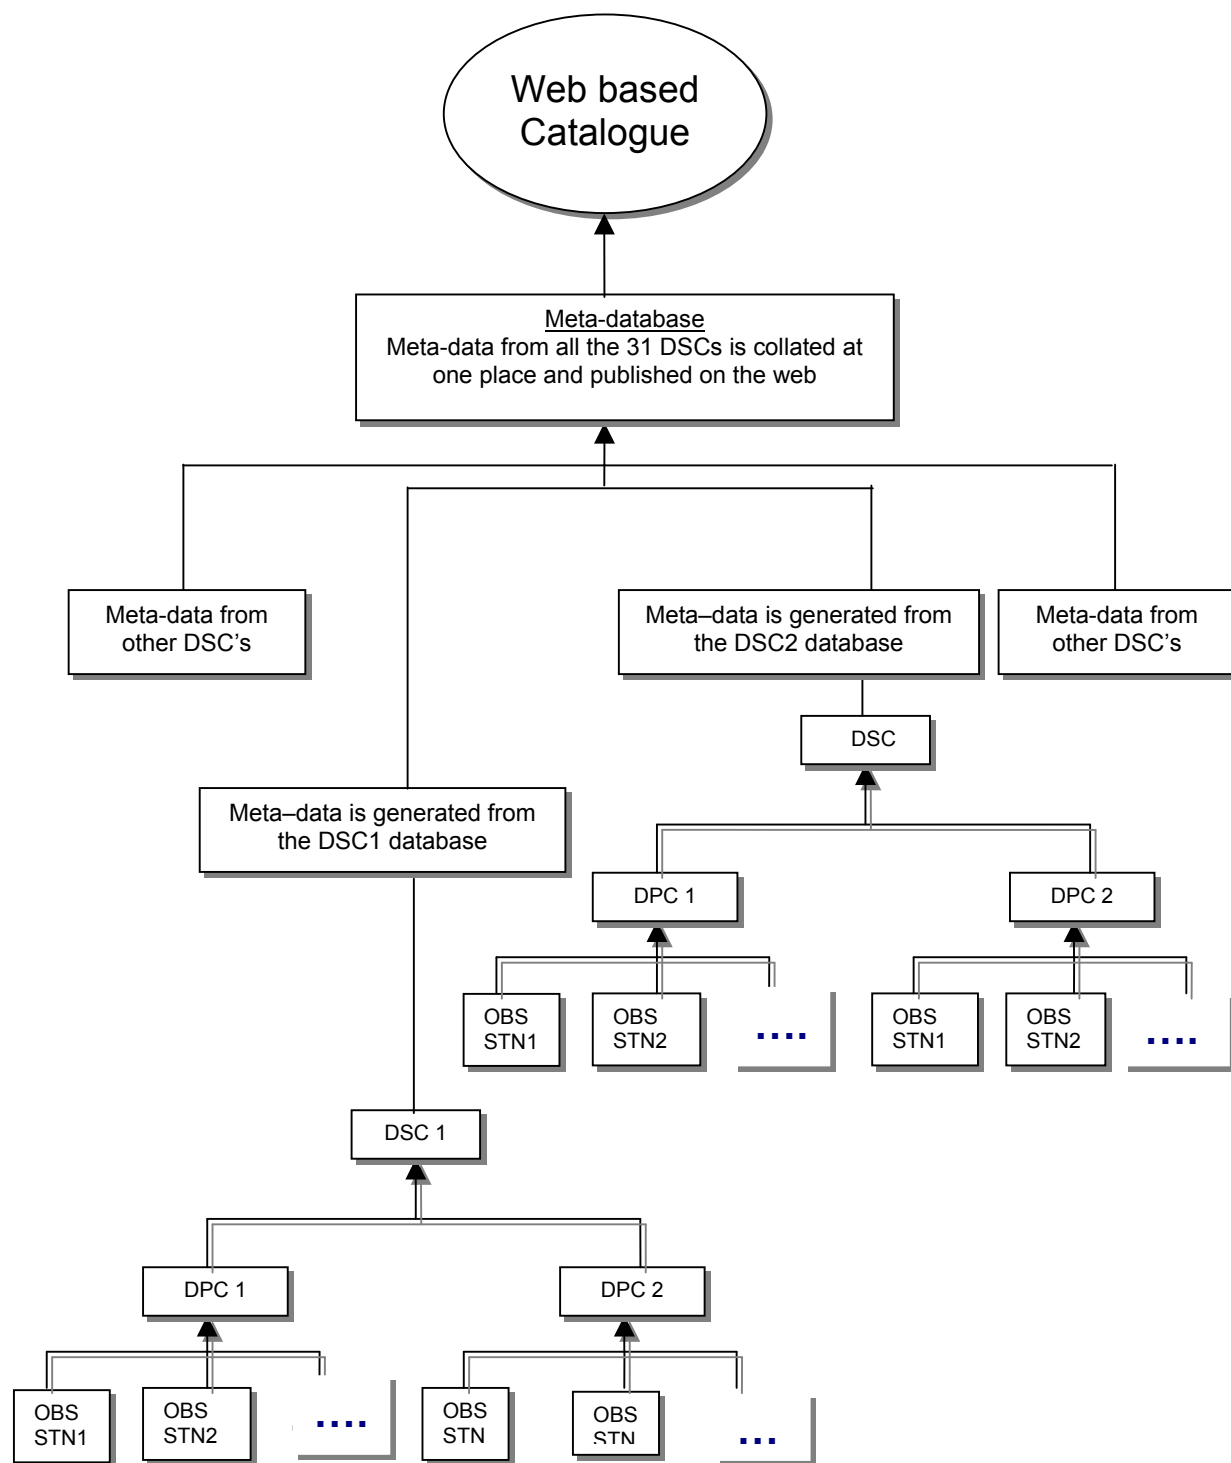 Web based
Catalogue
Meta-database
Meta-data from all the 31 DSCs is collated at
one place and published on the web
Meta-data from
other DSC's
Meta–data is generated from
the DSC2 database
Meta-data from
other DSC's
DSC
Meta–data is generated from
the DSC1 database
DPC 1
DPC 2
OBS
STN1
OBS
STN2
....
OBS
STN1
OBS
STN2
....
DSC 1
DPC 1
DPC 2
OBS
STN1
OBS
STN2
....
OBS
STN
OBS
STN
...